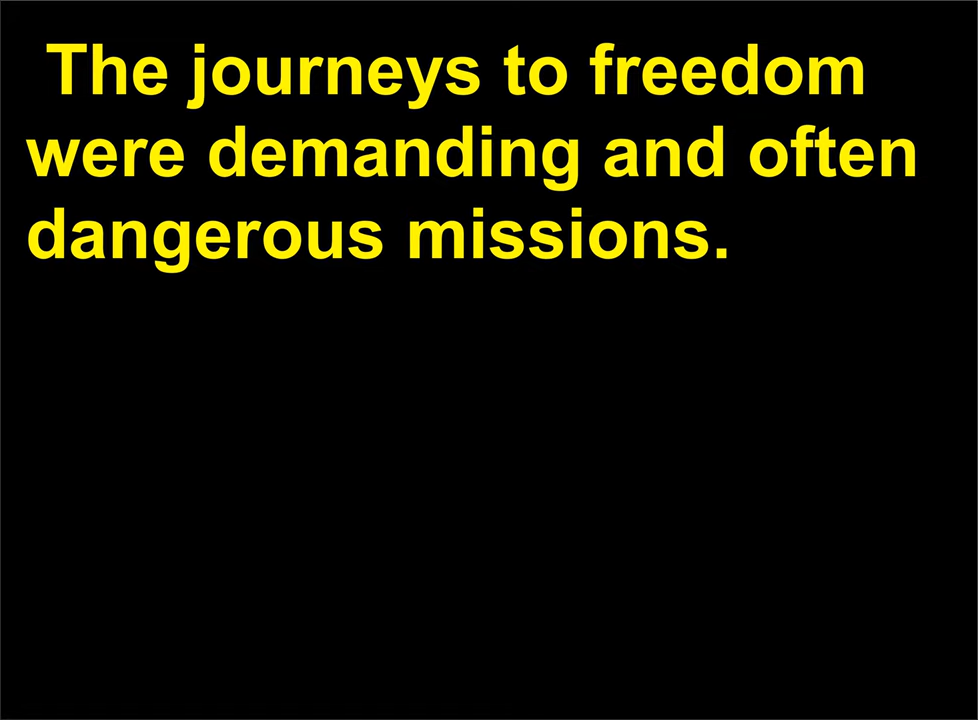 The journeys to freedom
were demanding and often
dangerous missions.